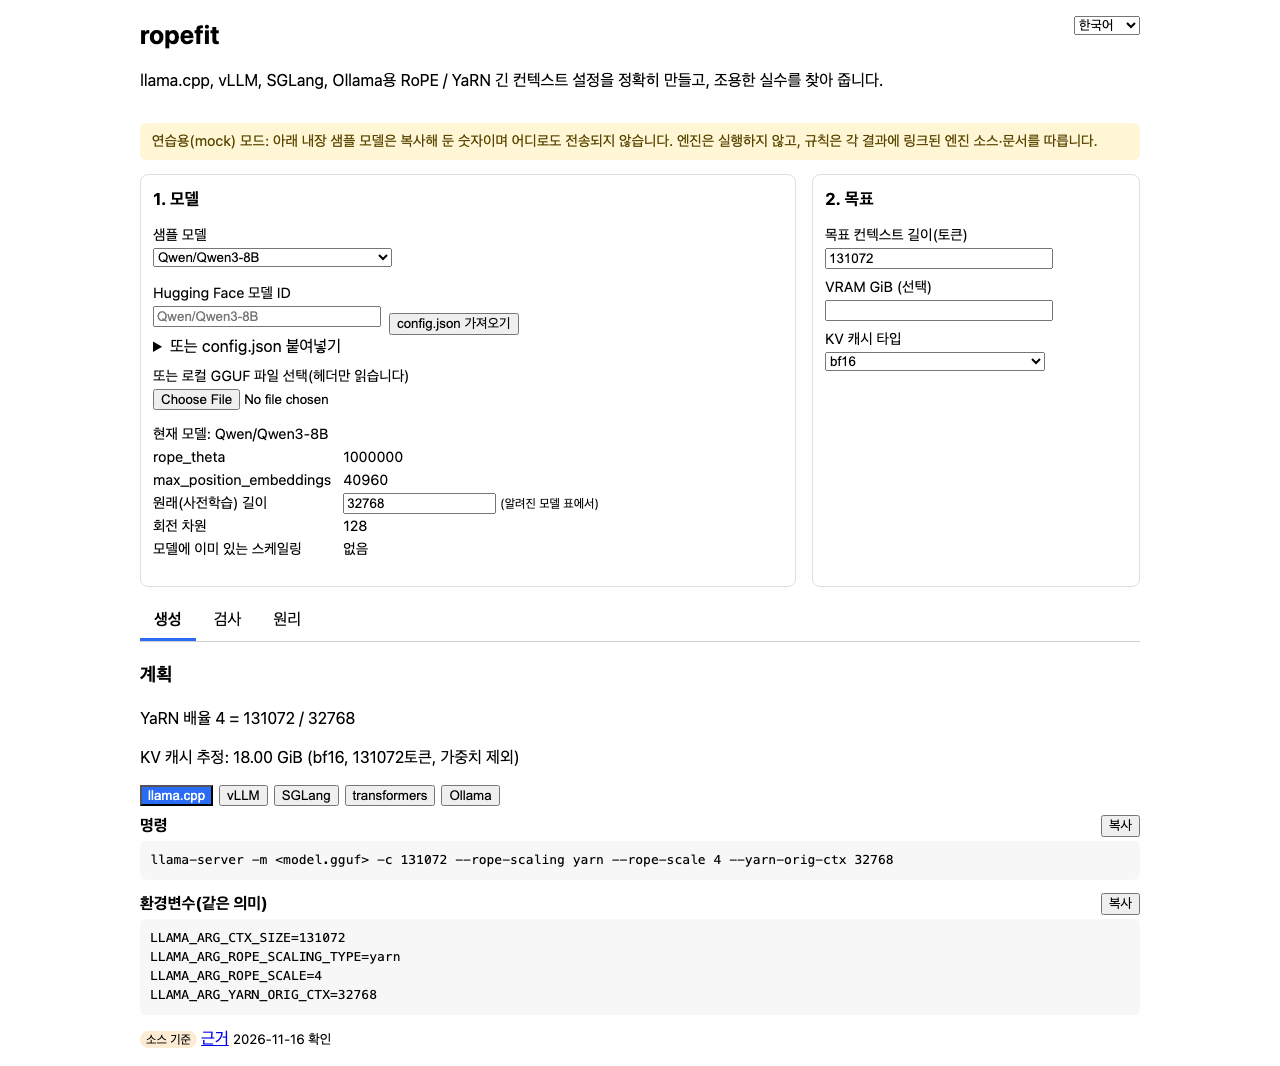 ropefit
한국어
llama.cpp, vLLM, SGLang, Ollama용 RoPE / YaRN 긴 컨텍스트 설정을 정확히 만들고, 조용한 실수를 찾아 줍니다.
연습용(mock) 모드: 아래 내장 샘플 모델은 복사해 둔 숫자이며 어디로도 전송되지 않습니다. 엔진은 실행하지 않고, 규칙은 각 결과에 링크된 엔진 소스·문서를 따릅니다.
1. 모델
샘플 모델
Qwen/Qwen3-8B
Hugging Face 모델 ID
Qwen/Qwen3-8B
config.json 가져오기
▶ 또는 config.json 붙여넣기
또는 로컬 GGUF 파일 선택(헤더만 읽습니다)
Choose File No file chosen
현재 모델: Qwen/Qwen3-8B
rope_theta 1000000
max_position_embeddings 40960
원래(사전학습) 길이 32768 (알려진 모델 표에서)
회전 차원 128
모델에 이미 있는 스케일링 없음
2. 목표
목표 컨텍스트 길이(토큰)
131072
VRAM GiB (선택)
KV 캐시 타입
bf16
생성 검사 원리
계획
YaRN 배율 4 = 131072 / 32768
KV 캐시 추정: 18.00 GiB (bf16, 131072토큰, 가중치 제외)
llama.cpp vLLM SGLang transformers Ollama
명령 복사
llama-server -m <model.gguf> -c 131072 --rope-scaling yarn --rope-scale 4 --yarn-orig-ctx 32768
환경변수(같은 의미) 복사
LLAMA_ARG_CTX_SIZE=131072
LLAMA_ARG_ROPE_SCALING_TYPE=yarn
LLAMA_ARG_ROPE_SCALE=4
LLAMA_ARG_YARN_ORIG_CTX=32768
소스 기준 근거 2026-11-16 확인